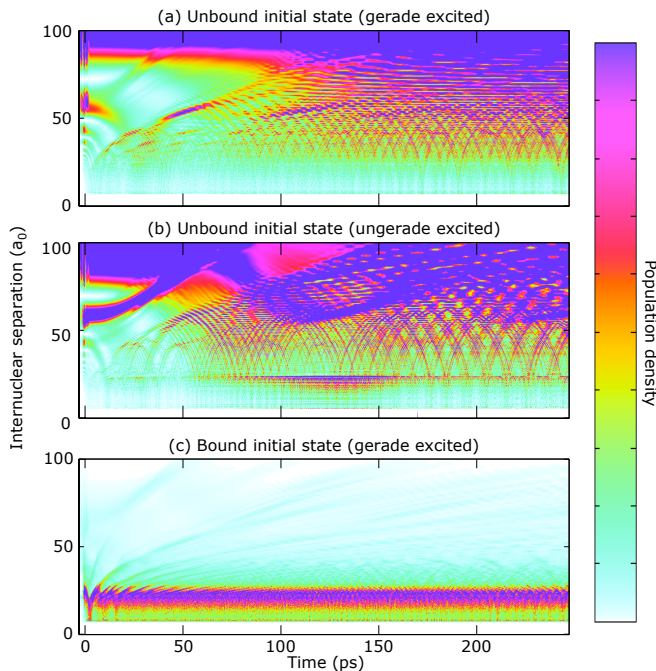 (a) Unbound initial state (gerade excited)
100
50
0
(b) Unbound initial state (ungerade excited)
100
50
0
Internuclear separation (a0)
(c) Bound initial state (gerade excited)
100
50
0
0 50 100 150 200
Time (ps)
Population density